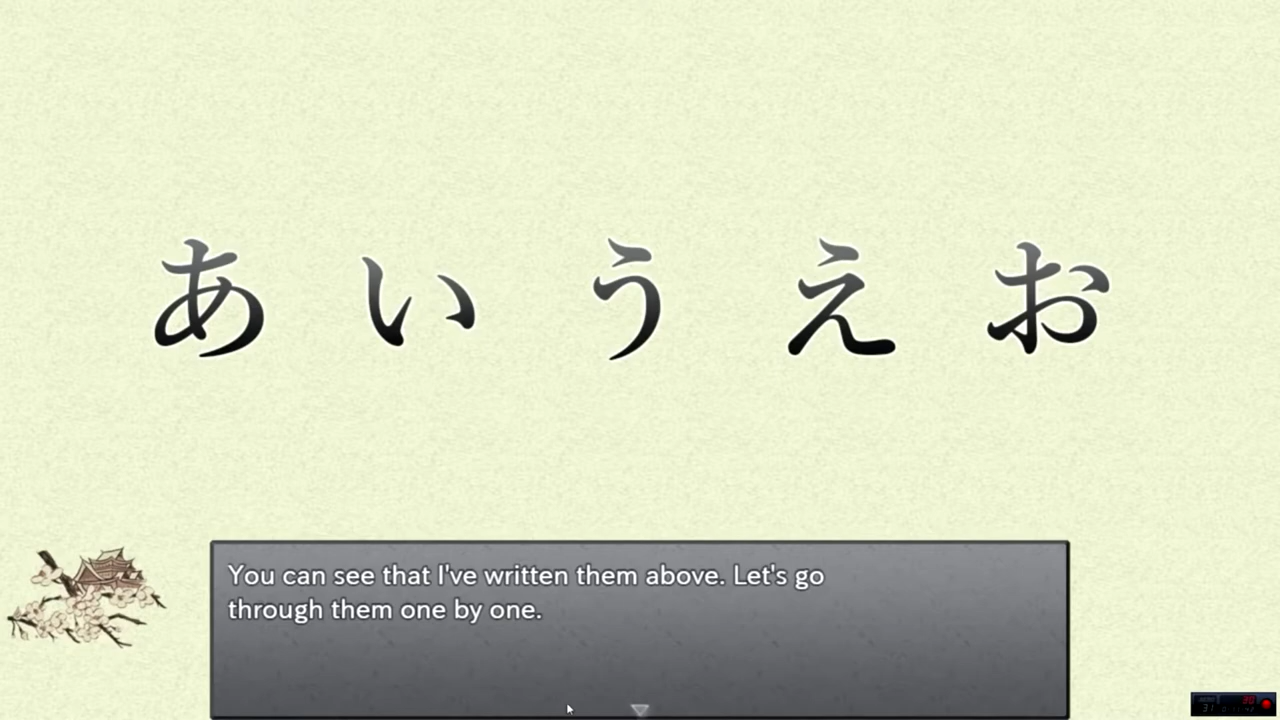 あ い う え お
You can see that I've written them above. Let's go
through them one by one.